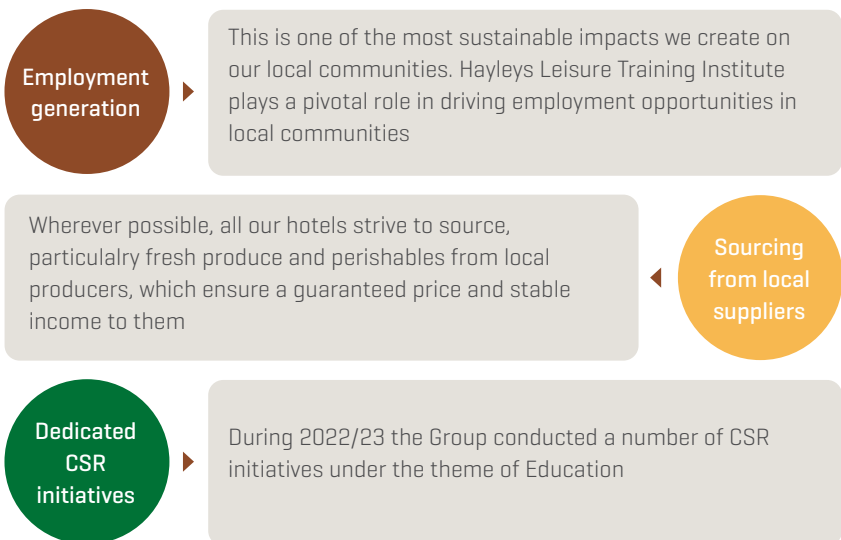 Employment
generation
This is one of the most sustainable impacts we create on
our local communities. Hayleys Leisure Training Institute
plays a pivotal role in driving employment opportunities in
local communities
Wherever possible, all our hotels strive to source,
particulalry fresh produce and perishables from local
producers, which ensure a guaranteed price and stable
income to them
Sourcing
from local
suppliers
Dedicated
CSR
initiatives
During 2022/23 the Group conducted a number of CSR
initiatives under the theme of Education